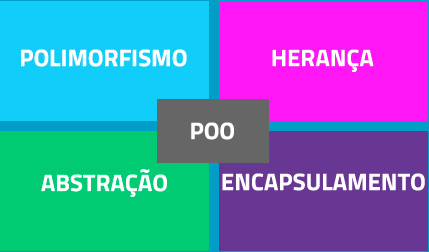 POLIMORFISMO
HERANÇA
POO
ABSTRAÇÃO
ENCAPSULAMENTO